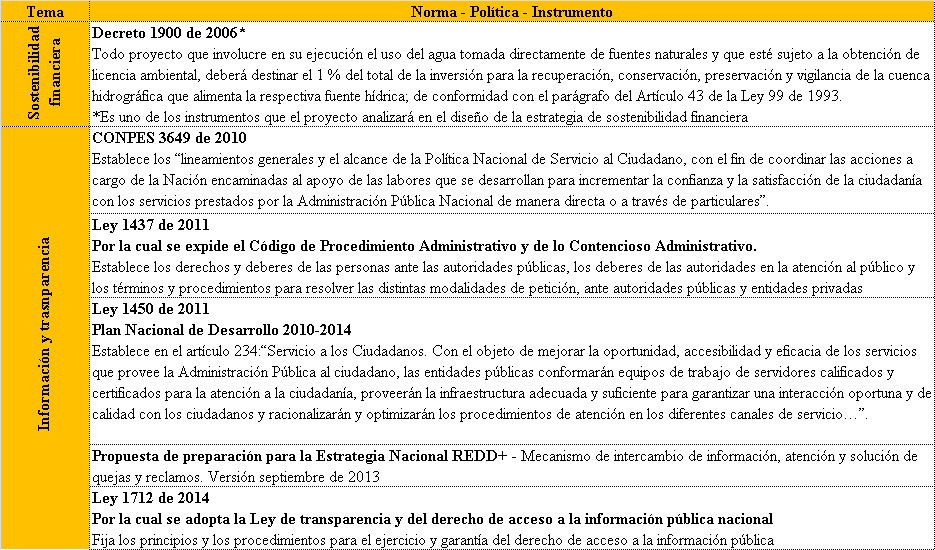 Tema
Norma - Política - Instrumento
Sostenibilidad
financiera
Decreto 1900 de 2006*
Todo proyecto que involucre en su ejecución el uso del agua tomada directamente de fuentes naturales y que esté sujeto a la obtención de
licencia ambiental, deberá destinar el 1 % del total de la inversión para la recuperación, conservación, preservación y vigilancia de la cuenca
hidrográfica que alimenta la respectiva fuente hídrica; de conformidad con el parágrafo del Artículo 43 de la Ley 99 de 1993.
*Es uno de los instrumentos que el proyecto analizará en el diseño de la estrategia de sostenibilidad financiera
Información y trasnparencia
CONPES 3649 de 2010
Establece los “lineamientos generales y el alcance de la Política Nacional de Servicio al Ciudadano, con el fin de coordinar las acciones a
cargo de la Nación encaminadas al apoyo de las labores que se desarrollan para incrementar la confianza y la satisfacción de la ciudadanía
con los servicios prestados por la Administración Pública Nacional de manera directa o a través de particulares”.
Ley 1437 de 2011
Por la cual se expide el Código de Procedimiento Administrativo y de lo Contencioso Administrativo.
Establece los derechos y deberes de las personas ante las autoridades públicas, los deberes de las autoridades en la atención al público y
los términos y procedimientos para resolver las distintas modalidades de petición, ante autoridades públicas y entidades privadas
Ley 1450 de 2011
Plan Nacional de Desarrollo 2010-2014
Establece en el artículo 234:“Servicio a los Ciudadanos. Con el objeto de mejorar la oportunidad, accesibilidad y eficacia de los servicios
que provee la Administración Pública al ciudadano, las entidades públicas conformarán equipos de trabajo de servidores calificados y
certificados para la atención a la ciudadanía, proveerán la infraestructura adecuada y suficiente para garantizar una interacción oportuna y de
calidad con los ciudadanos y racionalizarán y optimizarán los procedimientos de atención en los diferentes canales de servicio…”.
Propuesta de preparación para la Estrategia Nacional REDD+ - Mecanismo de intercambio de información, atención y solución de
quejas y reclamos. Versión septiembre de 2013
Ley 1712 de 2014
Por la cual se adopta la Ley de transparencia y del derecho de acceso a la información pública nacional
Fija los principios y los procedimientos para el ejercicio y garantía del derecho de acceso a la información pública